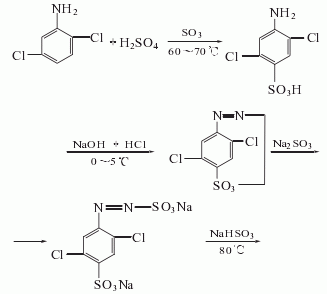 NH2
Cl
Cl
+ H2SO4
SO3
60~70℃
NH2
Cl
Cl
SO3H
NaOH + HCl
0~5℃
N=N
Cl
Cl
SO3
Na2SO3
N=N-SO3Na
Cl
Cl
SO3Na
NaHSO3
80℃